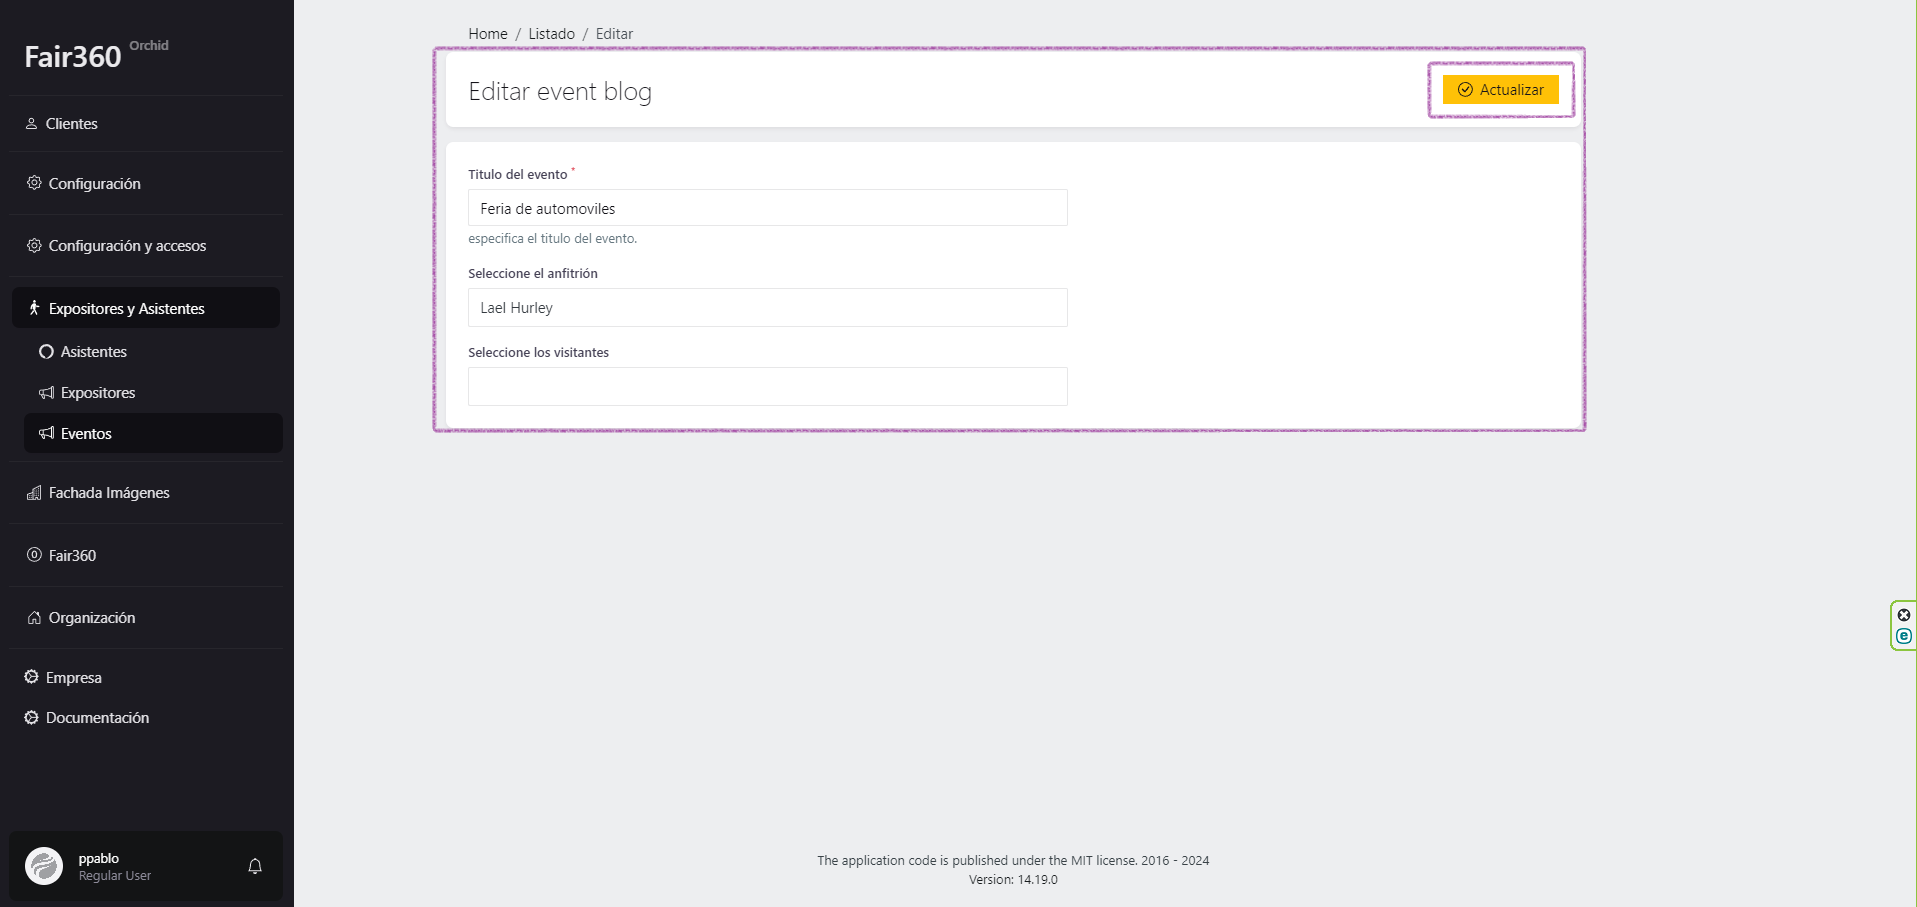 Fair360 Orchid
Clientes
Configuración
Configuración y accesos
Expositores y Asistentes
Asistentes
Expositores
Eventos
Fachada Imágenes
Fair360
Organización
Empresa
Documentación
ppablo
Regular User
Home / Listado / Editar
Editar event blog
Actualizar
Titulo del evento *
Feria de automoviles
especifica el titulo del evento.
Seleccione el anfitrión
Lael Hurley
Seleccione los visitantes
The application code is published under the MIT license. 2016 - 2024
Version: 14.19.0